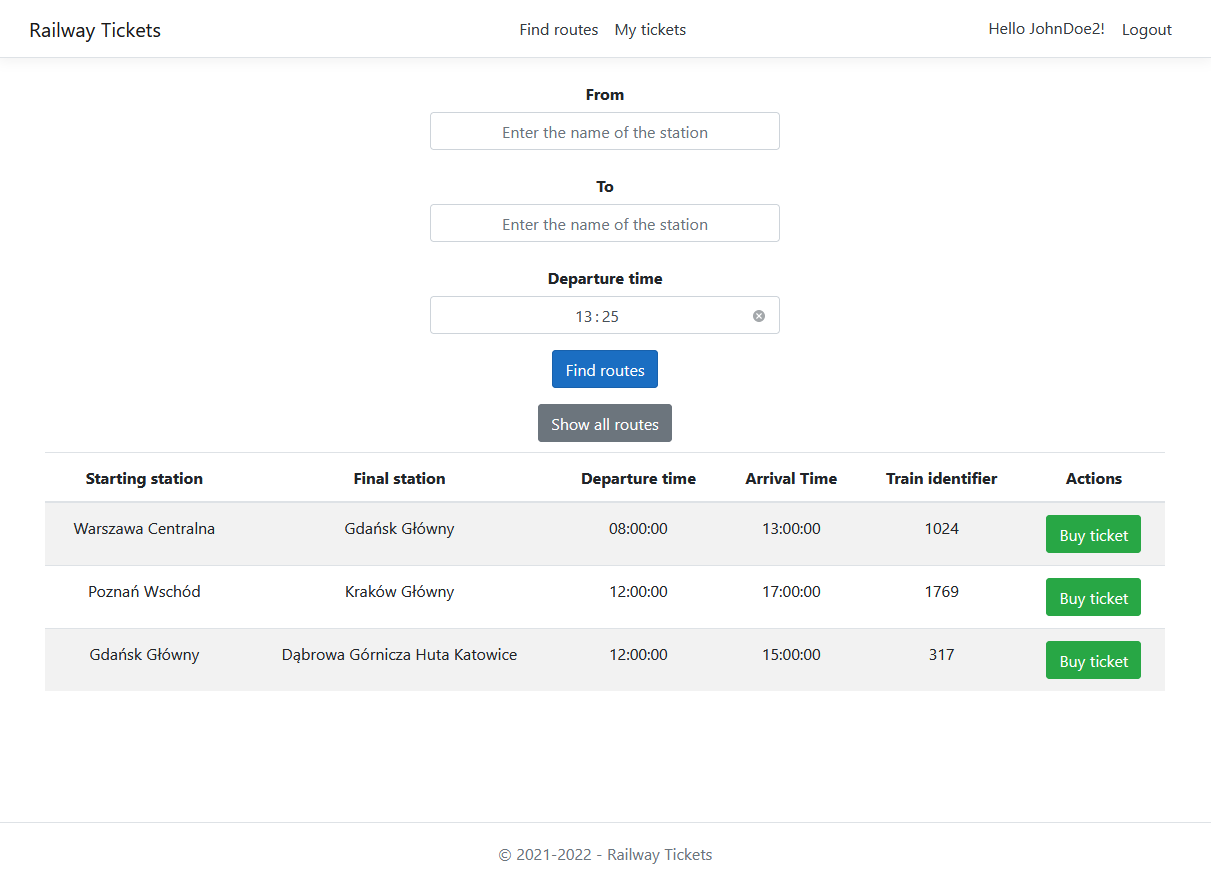 Railway Tickets Find routes My tickets Hello JohnDoe2! Logout
From
Enter the name of the station
To
Enter the name of the station
Departure time
13:25
Find routes
Show all routes
Starting station Final station Departure time Arrival Time Train identifier Actions
Warszawa Centralna Gdańsk Główny 08:00:00 13:00:00 1024 Buy ticket
Poznań Wschód Kraków Główny 12:00:00 17:00:00 1769 Buy ticket
Gdańsk Główny Dąbrowa Górnicza Huta Katowice 12:00:00 15:00:00 317 Buy ticket
© 2021-2022 - Railway Tickets